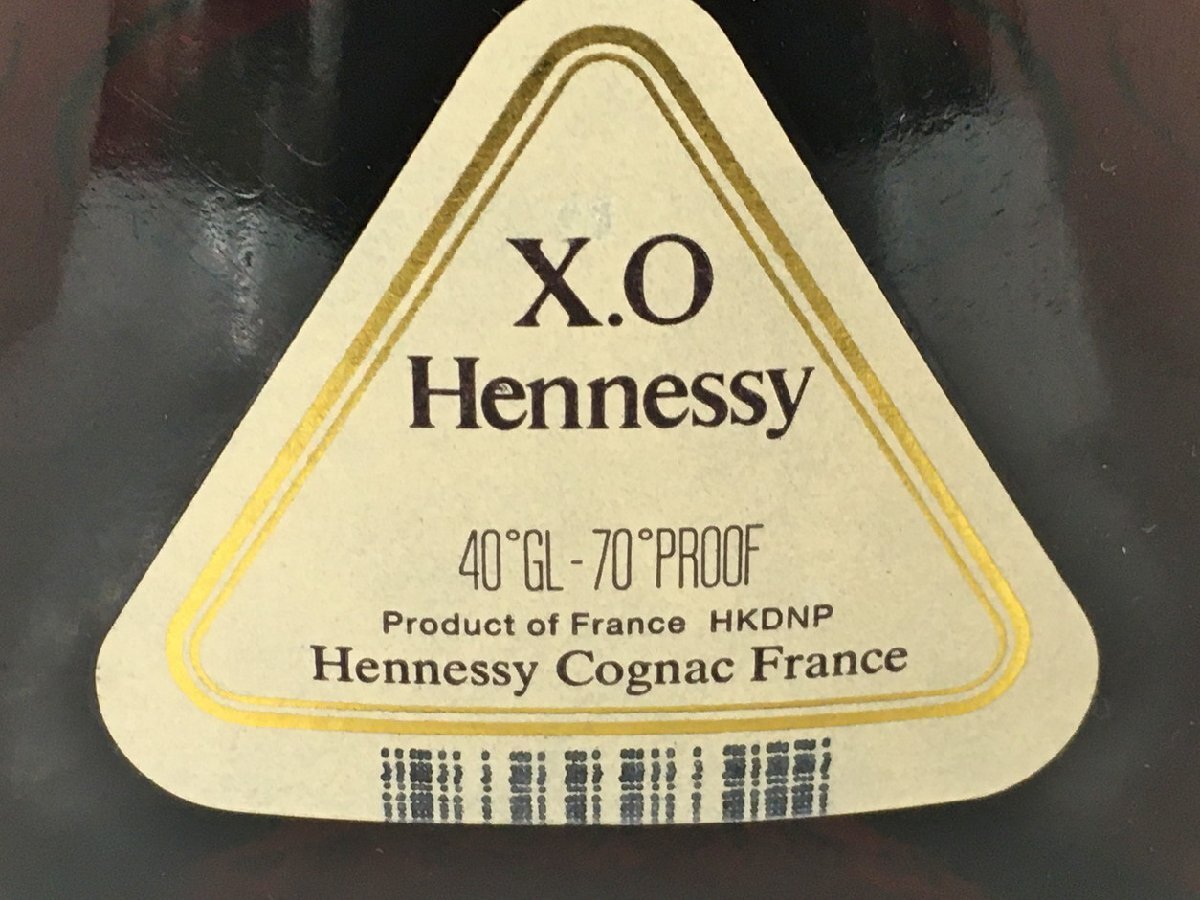 X.O
Hennessy
40°GL - 70°PROOF
Product of France HKDNP
Hennessy Cognac France